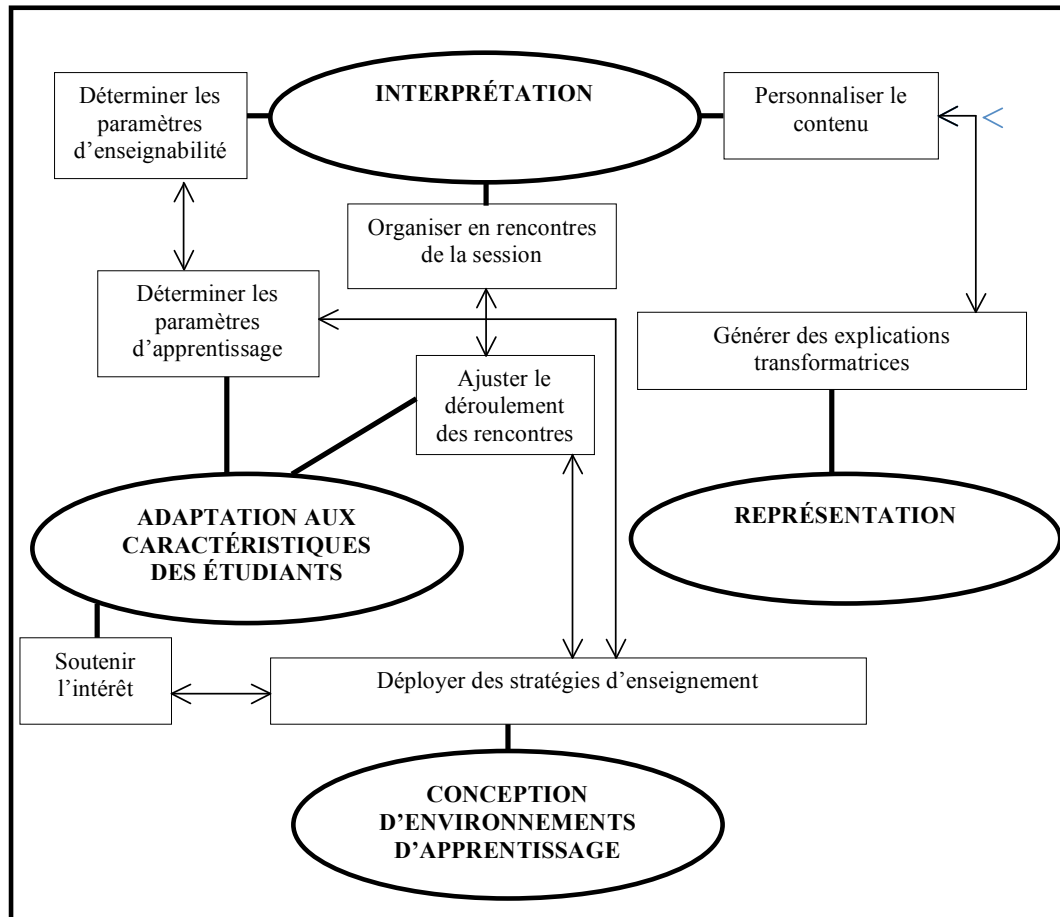 Déterminer les
paramètres
d’enseignabilité
INTERPRÉTATION
Personnaliser le
contenu
Organiser en rencontres
de la session
Déterminer les
paramètres
d’apprentissage
Générer des explications
transformatrices
Ajuster le
déroulement
des rencontres
ADAPTATION AUX
CARACTÉRISTIQUES
DES ÉTUDIANTS
REPRÉSENTATION
Soutenir
l’intérêt
Déployer des stratégies d’enseignement
CONCEPTION
D’ENVIRONNEMENTS
D’APPRENTISSAGE